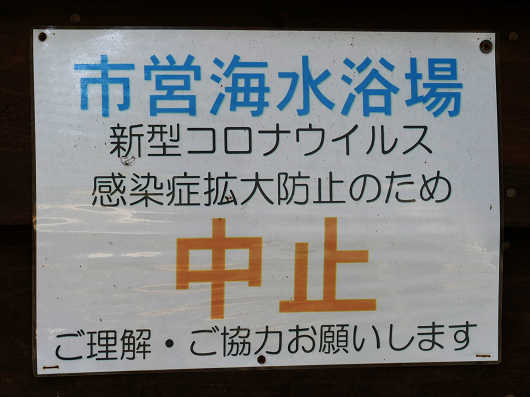 市営海水浴場
新型コロナウイルス
感染症拡大防止のため
中止
ご理解・ご協力お願いします